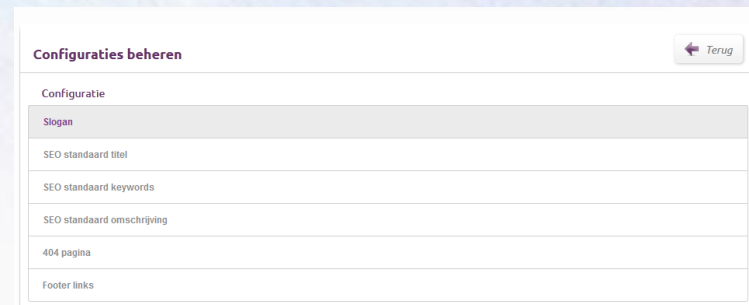 Configuraties beheren
Terug
Configuratie
Slogan
SEO standaard titel
SEO standaard keywords
SEO standaard omschrijving
404 pagina
Footer links